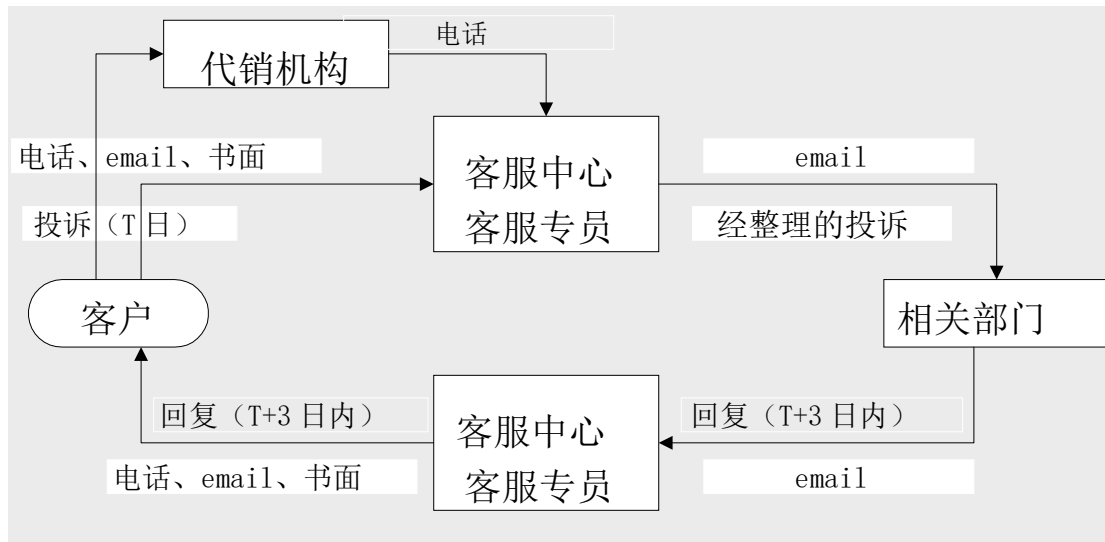 电话
代销机构
电话、email、书面
客服中心
客服专员
email
投诉（T日）
经整理的投诉
客户
相关部门
回复（T+3 日内）
客服中心
客服专员
回复（T+3 日内）
电话、email、书面
email